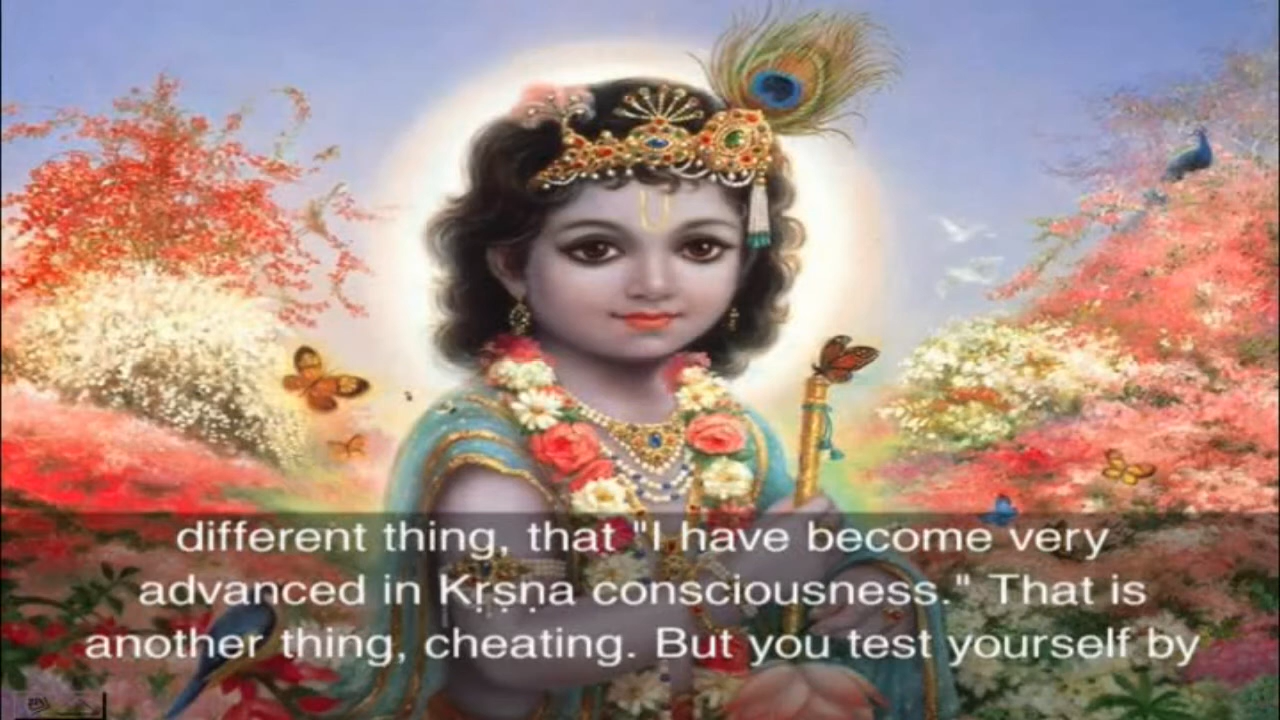 different thing, that "I have become very
advanced in Kṛṣṇa consciousness." That is
another thing, cheating. But you test yourself by